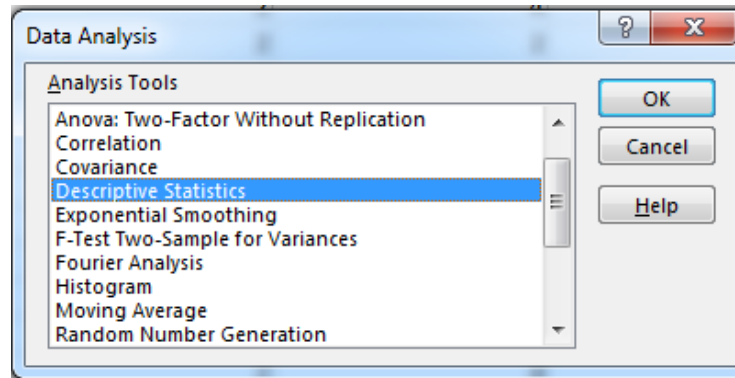 Data Analysis
Analysis Tools
Anova: Two-Factor Without Replication
Correlation
Covariance
Descriptive Statistics
Exponential Smoothing
F-Test Two-Sample for Variances
Fourier Analysis
Histogram
Moving Average
Random Number Generation
OK
Cancel
Help